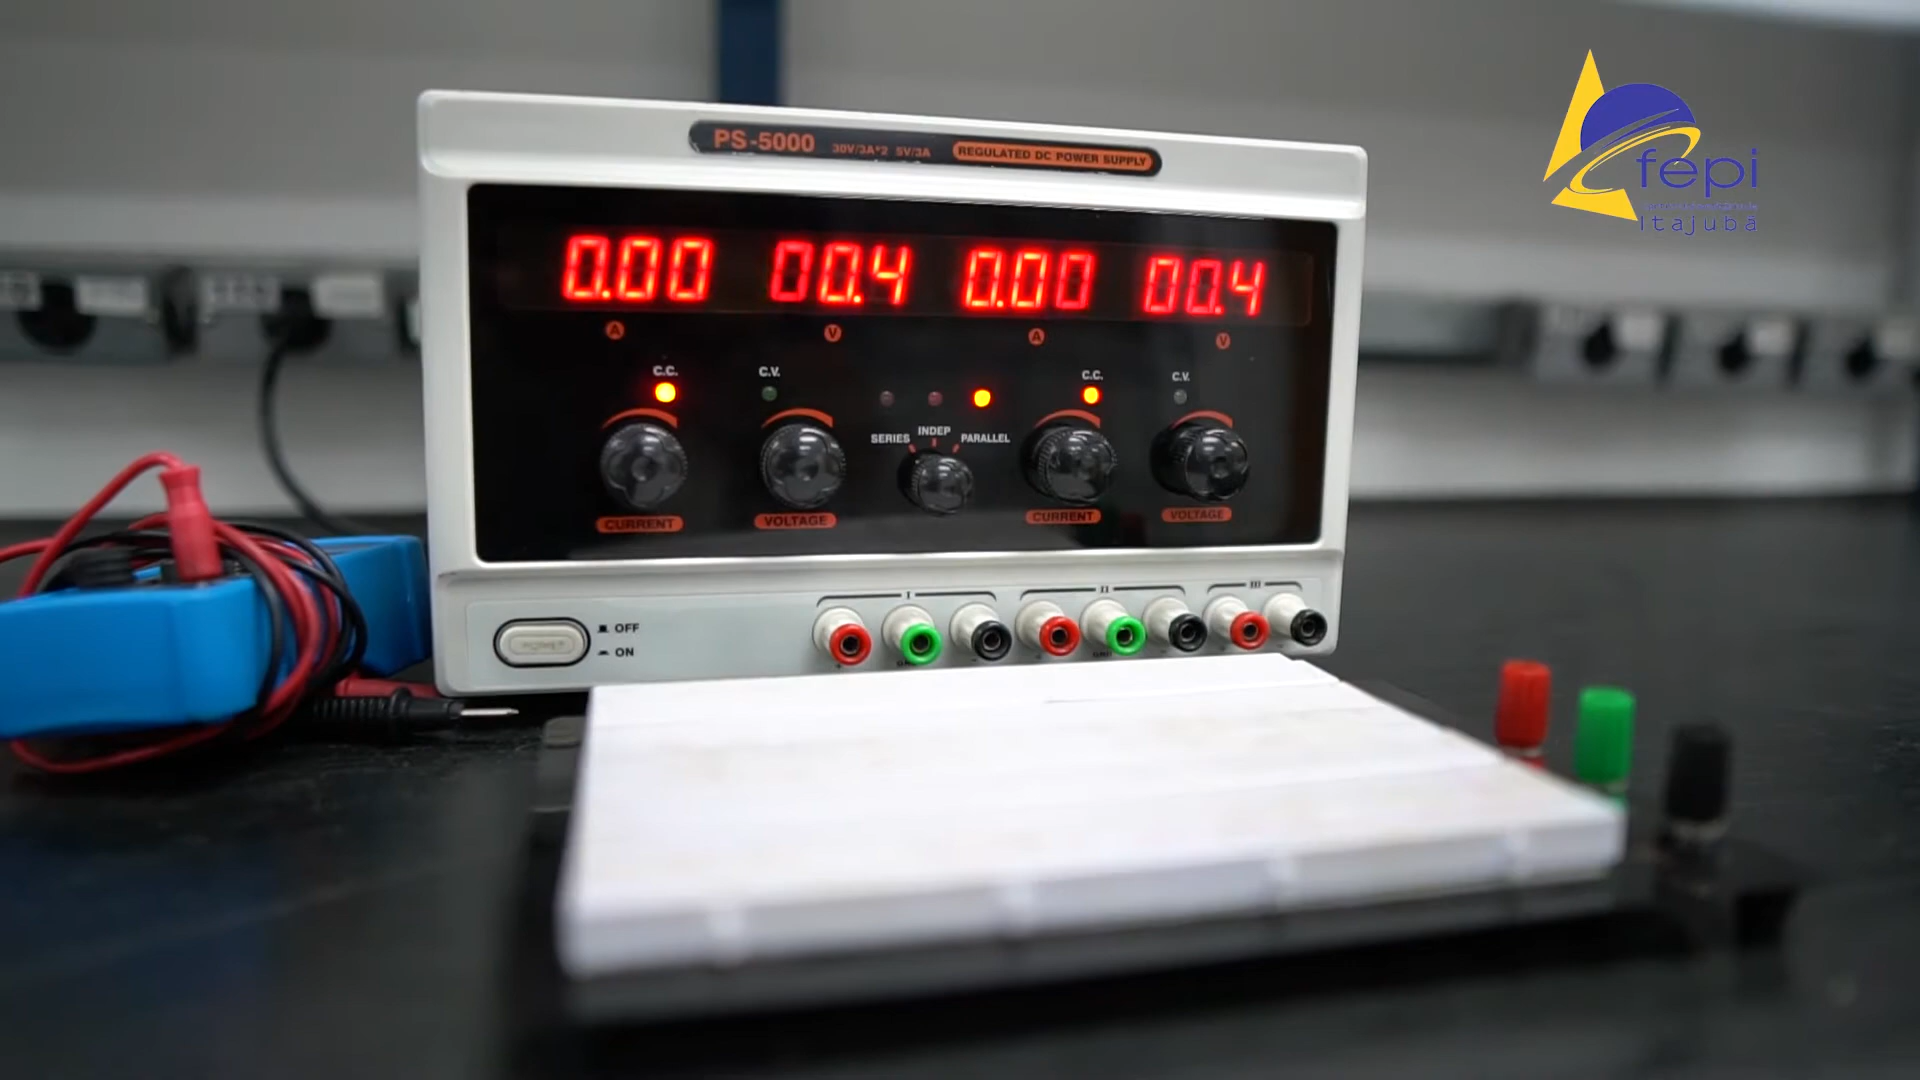 PS-5000 30V/3A*2 5V/3A REGULATED DC POWER SUPPLY
fepi
Itajubá
0.00 00.4 0.00 00.4
A V A V
C.C. C.V. C.C. C.V.
SERIES INDEP PARALLEL
CURRENT VOLTAGE CURRENT VOLTAGE
I II III
POWER OFF
ON
+ - + - + -